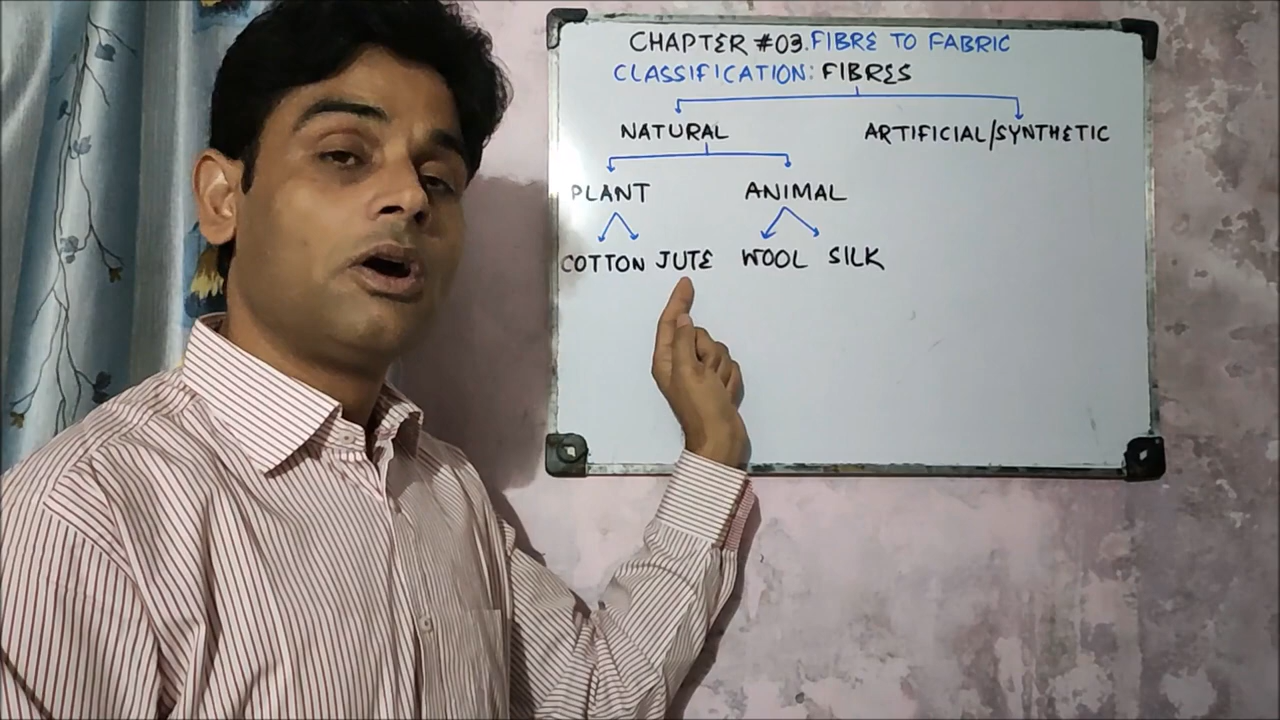 CHAPTER #03. FIBRE TO FABRIC
CLASSIFICATION: FIBRES
NATURAL ARTIFICIAL/SYNTHETIC
PLANT ANIMAL
COTTON JUTE WOOL SILK